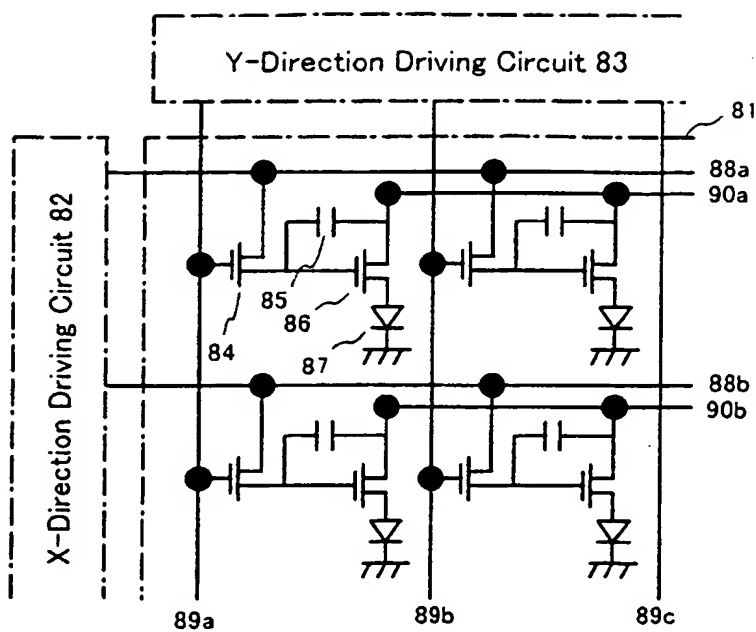 Y-Direction Driving Circuit 83
81
X-Direction Driving Circuit 82
88a
90a
85
86
84
87
88b
90b
89a
89b
89c